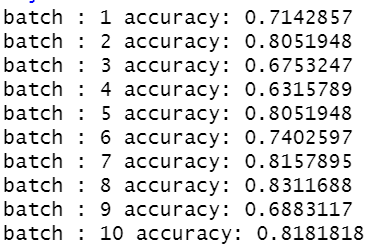 batch : 1 accuracy: 0.7142857
batch : 2 accuracy: 0.8051948
batch : 3 accuracy: 0.6753247
batch : 4 accuracy: 0.6315789
batch : 5 accuracy: 0.8051948
batch : 6 accuracy: 0.7402597
batch : 7 accuracy: 0.8157895
batch : 8 accuracy: 0.8311688
batch : 9 accuracy: 0.6883117
batch : 10 accuracy: 0.8181818